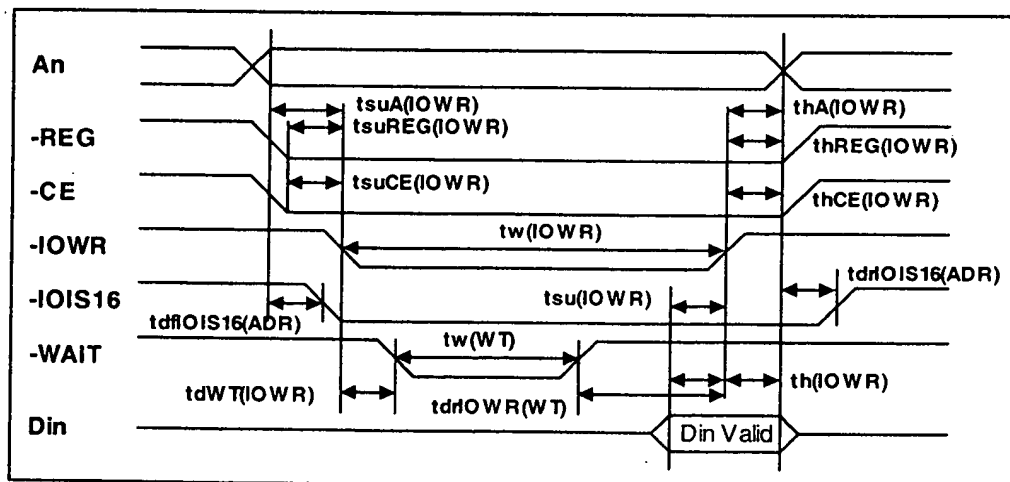 An
tsuA(IOWR)
thA(IOWR)
tsuREG(IOWR)
-REG
thREG(IOWR)
-CE
tsuCE(IOWR)
thCE(IOWR)
-IOWR
tw(IOWR)
tdrIOIS16(ADR)
-IOIS16
tsu(IOWR)
tdfIOIS16(ADR)
-WAIT
tw(WT)
tdWT(IOWR)
tdrIOWR(WT)
th(IOWR)
Din
Din Valid